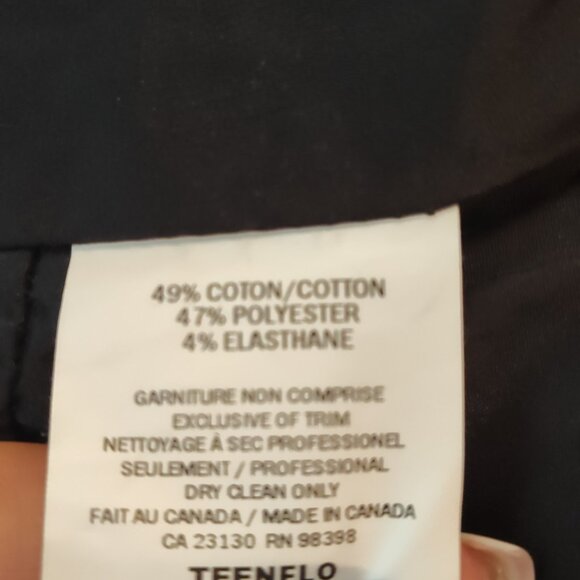 49% COTON/COTTON
47% POLYESTER
4% ELASTHANE
GARNITURE NON COMPRISE
EXCLUSIVE OF TRIM
NETTOYAGE À SEC PROFESSIONEL
SEULEMENT / PROFESSIONAL
DRY CLEAN ONLY
FAIT AU CANADA / MADE IN CANADA
CA 23130 RN 98398
TEENFLO